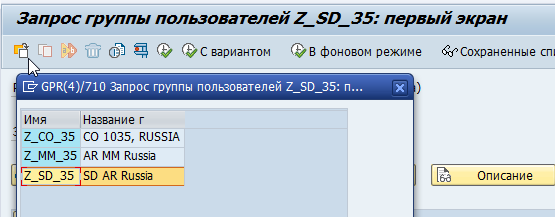 Запрос группы пользователей Z_SD_35: первый экран
С вариантом
В фоновом режиме
Сохраненные спи
GPR(4)/710 Запрос группы пользователей Z_SD_35: п...
Имя Название г
Z_CO_35 CO 1035, RUSSIA
Z_MM_35 AR MM Russia
Z_SD_35 SD AR Russia
Описание